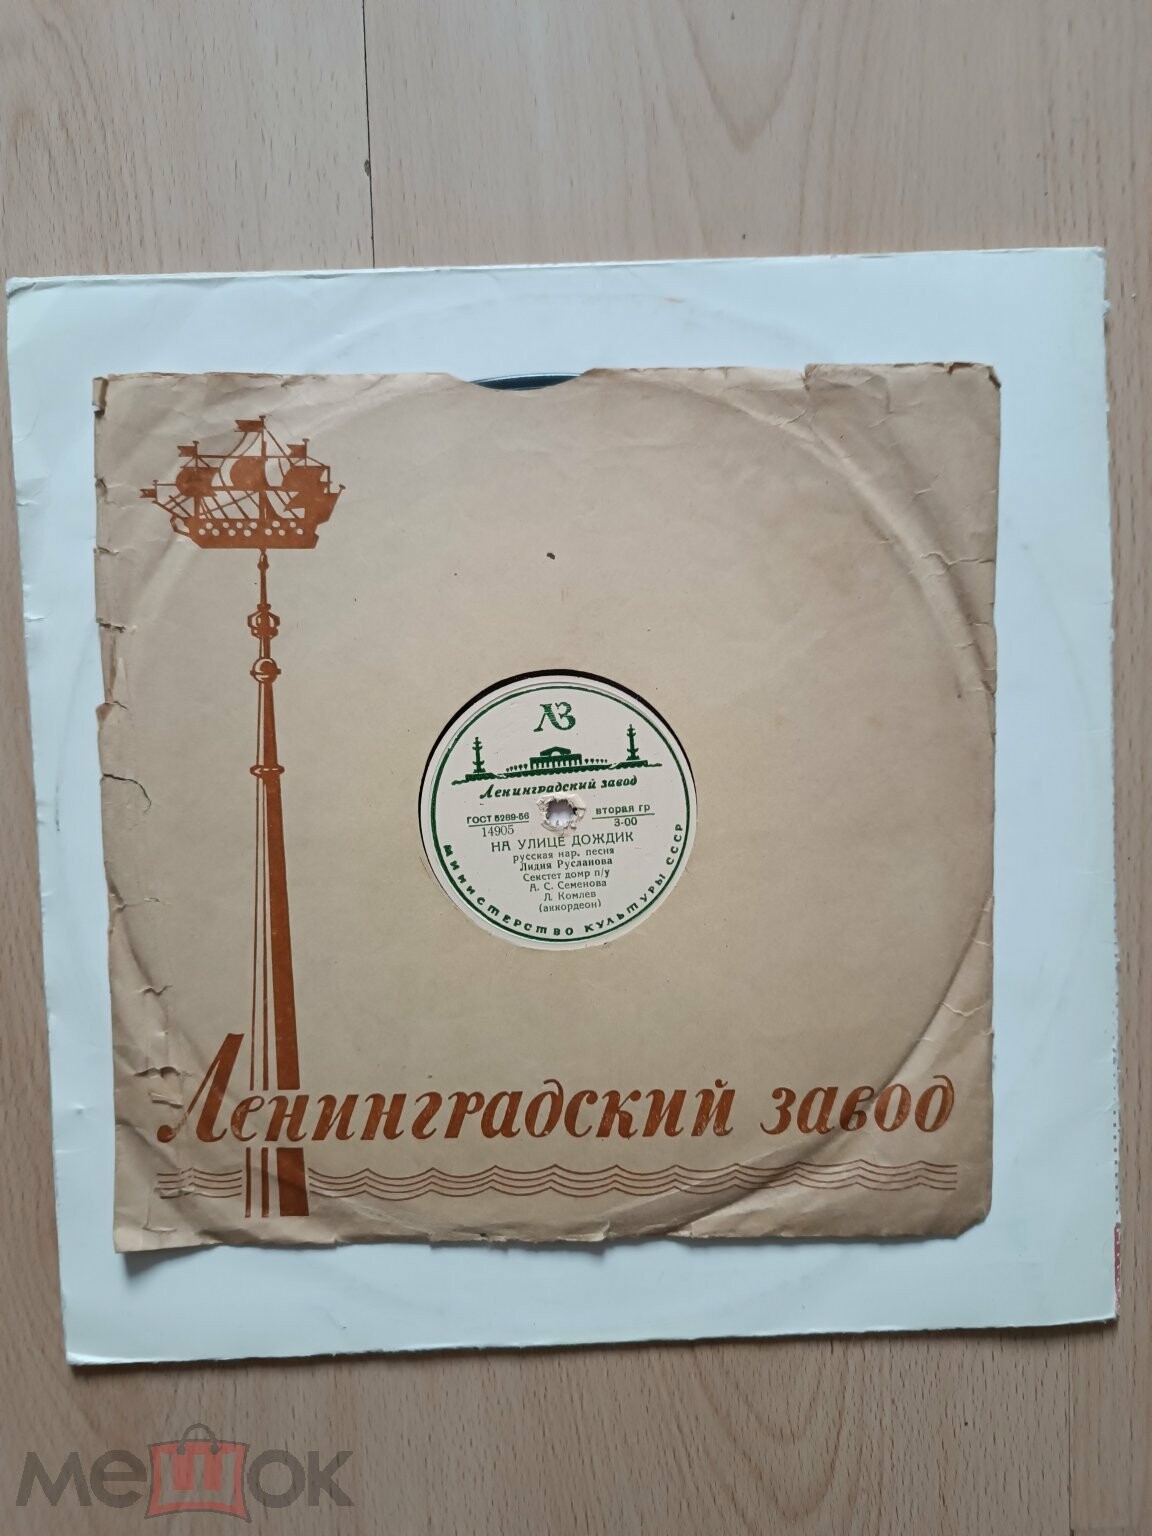 ЛЗ
Ленинградский завод
ГОСТ 5289-56
14905
вторая гр
3-00
НА УЛИЦЕ ДОЖДИК
русская нар. песня
Лидия Русланова
Секстет домр п/у
А. С. Семенова
Л. Комлев
(аккордеон)
МИНИСТЕРСТВО КУЛЬТУРЫ СССР
Ленинградский завод
мешок